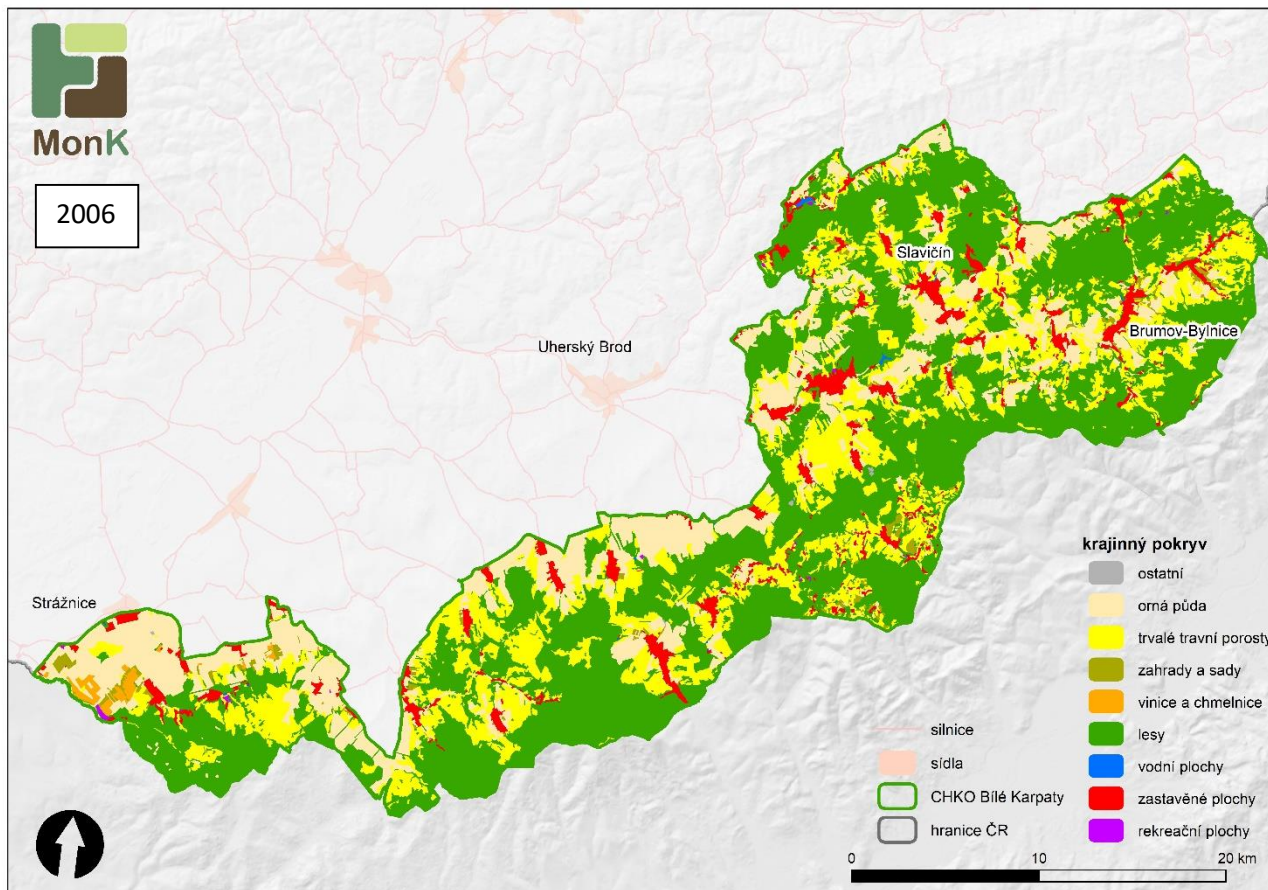 MonK
2006
Slavičín
Brumov-Bylnice
Uherský Brod
Strážnice
krajinný pokryv
ostatní
orná půda
trvalé travní porosty
zahrady a sady
vinice a chmelnice
lesy
vodní plochy
zastavěné plochy
rekreační plochy
silnice
sídla
CHKO Bílé Karpaty
hranice ČR
0 10 20 km